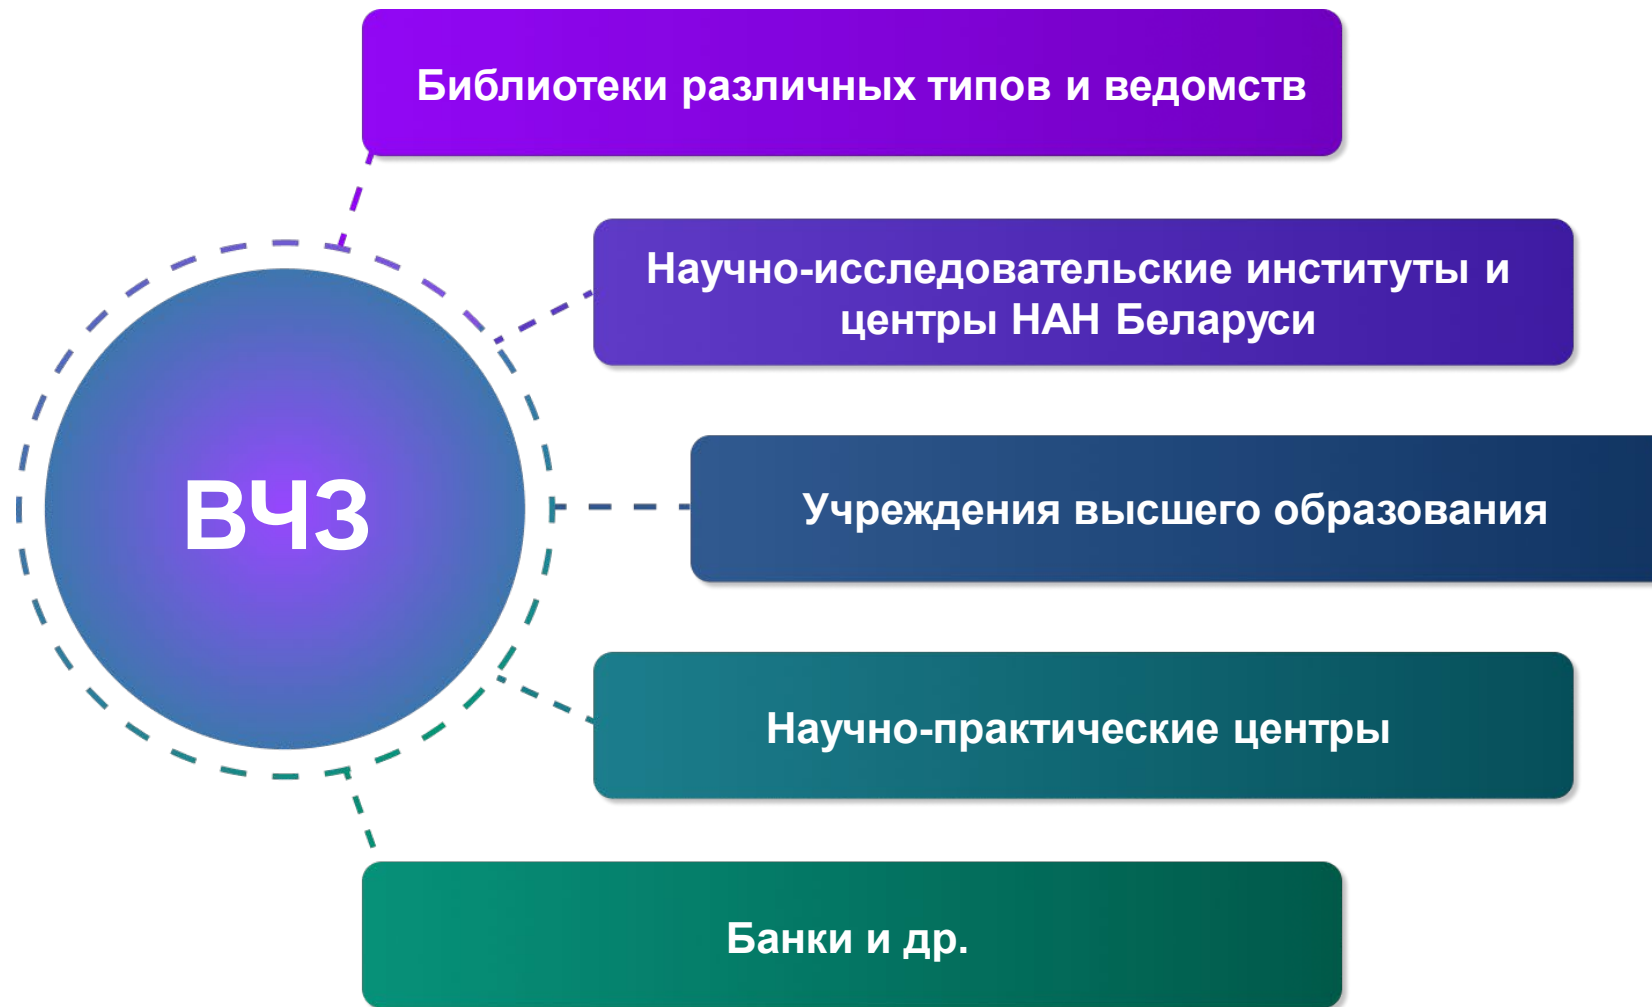 Библиотеки различных типов и ведомств
Научно-исследовательские институты и
центры НАН Беларуси
ВЧЗ
Учреждения высшего образования
Научно-практические центры
Банки и др.